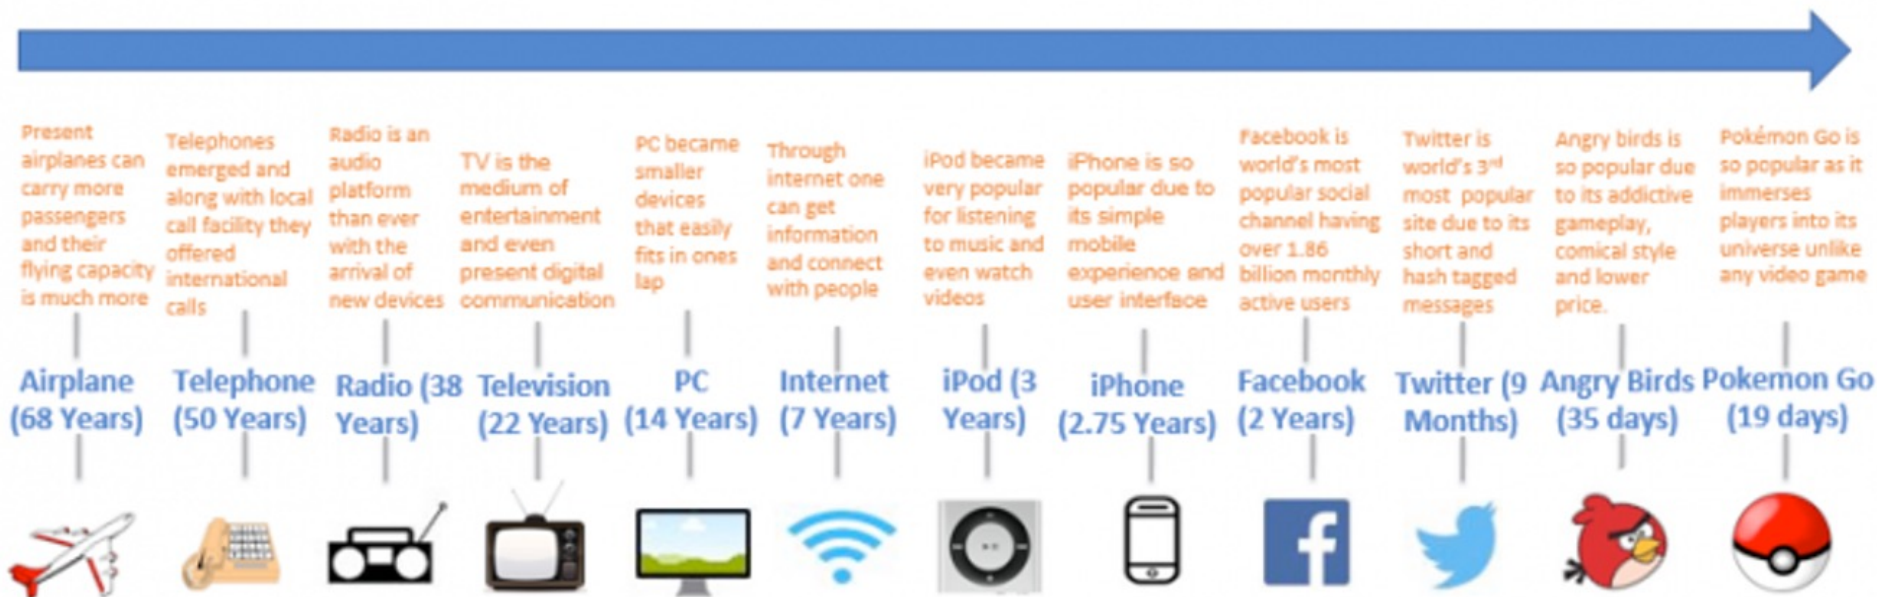 Present
airplanes can
carry more
passengers
and their
flying capacity
is much more
Telephones
emerged and
along with local
call facility they
offered
international
calls
Radio is an
audio
platform
than ever
with the
arrival of
new devices
TV is the
medium of
entertainment
and even
present digital
communication
PC became
smaller
devices
that easily
fits in ones
lap
Through
internet one
can get
information
and connect
with people
iPod became
very popular
for listening
to music and
even watch
videos
iPhone is so
popular due to
its simple
mobile
experience and
user interface
Facebook is
world's most
popular social
channel having
over 1.86
billion monthly
active users
Twitter is
world's 3rd
most popular
site due to its
short and
hash tagged
messages
Angry birds is
so popular due
to its addictive
gameplay,
comical style
and lower
price.
Pokémon Go is
so popular as it
immerses
players into its
universe unlike
any video game
Airplane
(68 Years)
Telephone
(50 Years)
Radio (38
Years)
Television
(22 Years)
PC
(14 Years)
Internet
(7 Years)
iPod (3
Years)
iPhone
(2.75 Years)
Facebook
(2 Years)
Twitter (9
Months)
Angry Birds
(35 days)
Pokemon Go
(19 days)